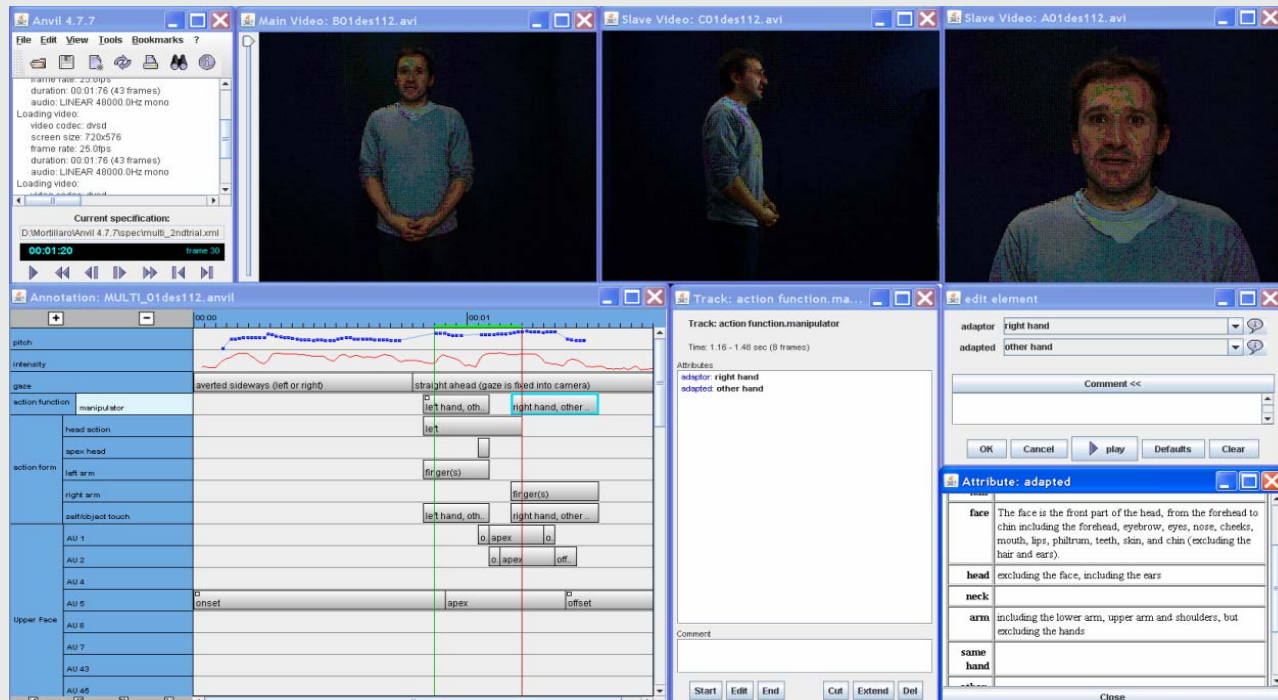 Anvil 4.7.7
File Edit View Tools Bookmarks ?
frame rate: 25.0fps
duration: 00:01:76 (43 frames)
audio: LINEAR 48000.0Hz mono
Loading video:
video codec: dvsd
screen size: 720x576
frame rate: 25.0fps
duration: 00:01:76 (43 frames)
audio: LINEAR 48000.0Hz mono
Loading video:
Current specification:
D:\Mortillaro\Anvil 4.7.7\spec\multi_2ndtrial.xml
00:01:20 frame 30
Main Video: B01des112.avi
Slave Video: C01des112.avi
Slave Video: A01des112.avi
Annotation: MULTI_01des112.anvil
00:00 00:01
pitch
intensity
gaze averted sideways (left or right) straight ahead (gaze is fixed into camera)
action function manipulator left hand, oth.. right hand, other ..
action form
head action left
apex head
left arm finger(s)
right arm finger(s)
self/object touch left hand, oth.. right hand, other ..
Upper Face
AU 1 o. apex o.
AU 2 o. apex off..
AU 4
AU 5 onset apex offset
AU 6
AU 7
AU 43
AU 45
Track: action function.ma...
Track: action function.manipulator
Time: 1.16 - 1.48 sec (8 frames)
Attributes
adaptor: right hand
adapted: other hand
Comment
Start Edit End Cut Extend Del
edit element
adaptor right hand
adapted other hand
Comment <<
OK Cancel play Defaults Clear
Attribute: adapted
face The face is the front part of the head, from the forehead to
chin including the forehead, eyebrow, eyes, nose, cheeks,
mouth, lips, philtrum, teeth, skin, and chin (excluding the
hair and ears).
head excluding the face, including the ears
neck
arm including the lower arm, upper arm and shoulders, but
excluding the hands
same
hand
Close